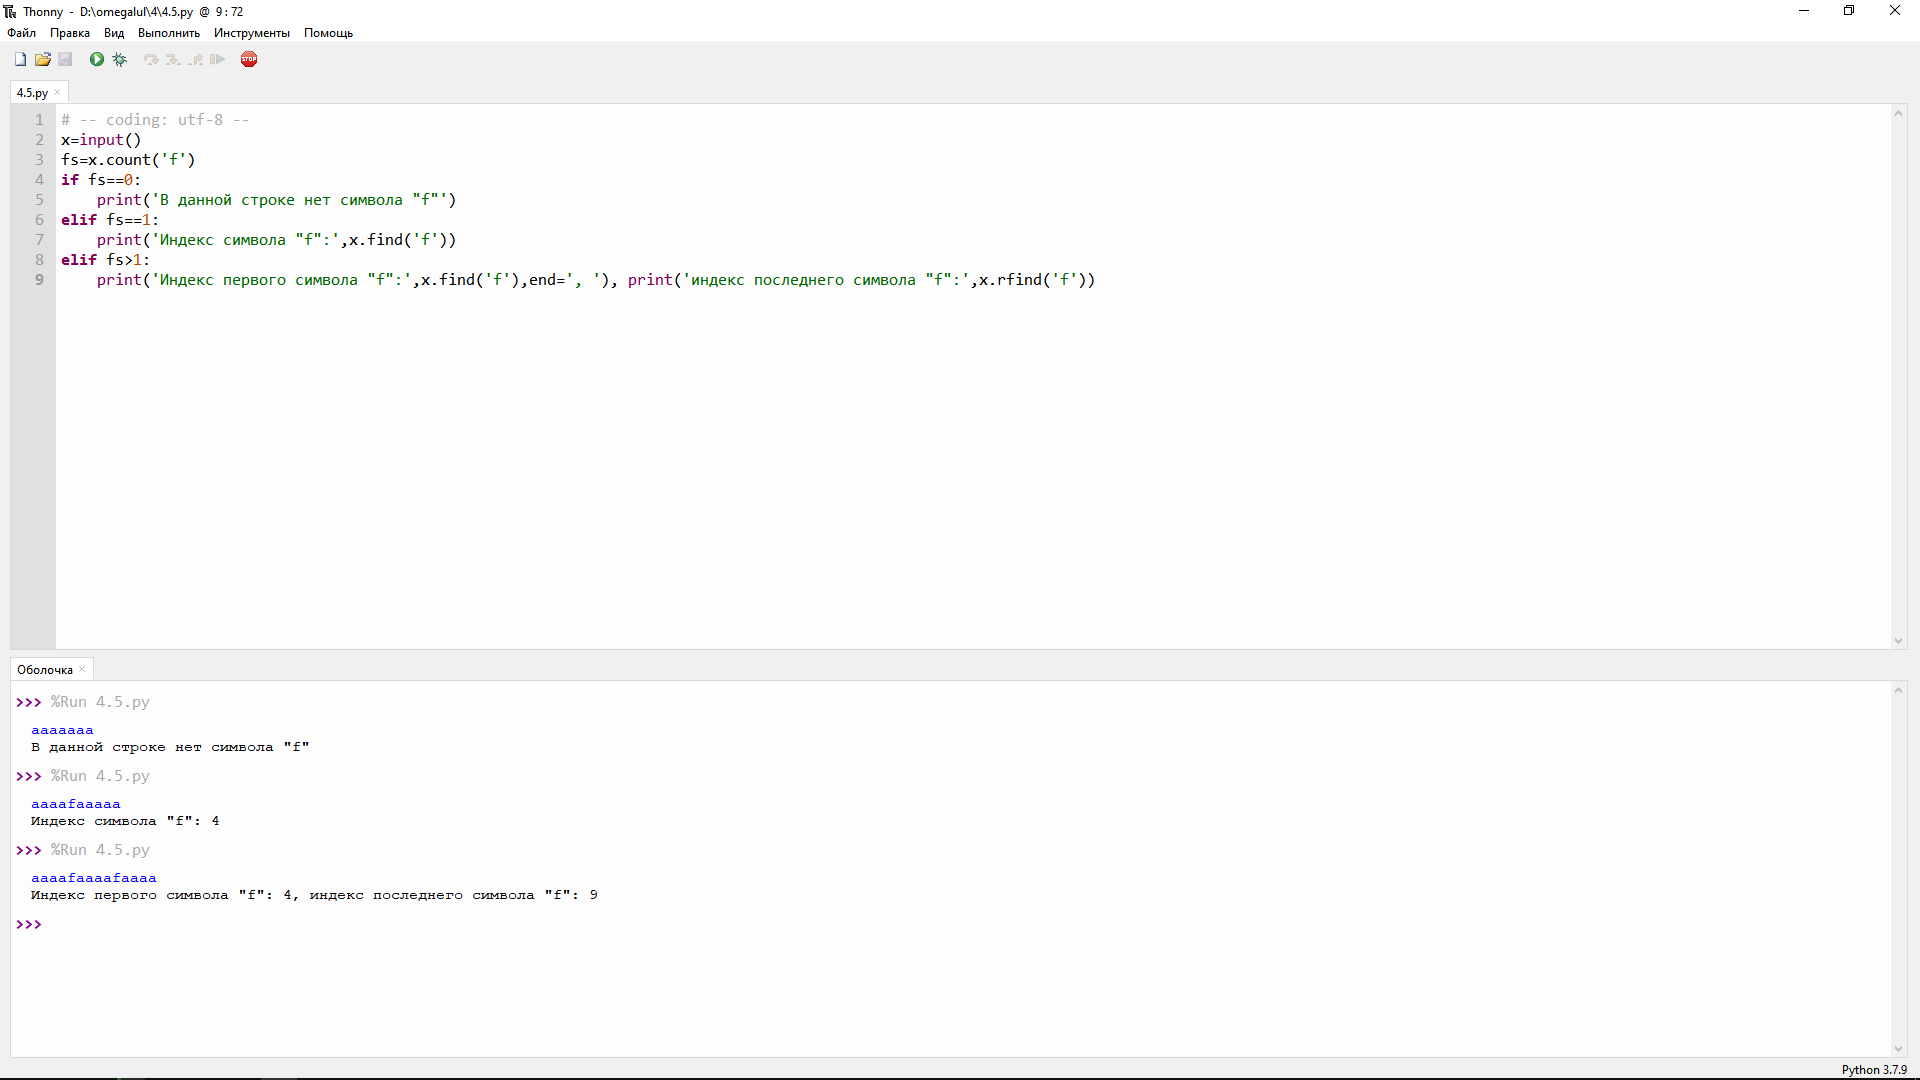 Thonny - D:\omegalul\4\4.5.py @ 9:72
Файл Правка Вид Выполнить Инструменты Помощь
STOP
4.5.py
1 # -- coding: utf-8 --
2 x=input()
3 fs=x.count('f')
4 if fs==0:
5     print('В данной строке нет символа "f"')
6 elif fs==1:
7     print('Индекс символа "f":',x.find('f'))
8 elif fs>1:
9     print('Индекс первого символа "f":',x.find('f'),end=', '), print('индекс последнего символа "f":',x.rfind('f'))
Оболочка
>>> %Run 4.5.py
aaaaaaa
В данной строке нет символа "f"
>>> %Run 4.5.py
aaaafaaaaa
Индекс символа "f": 4
>>> %Run 4.5.py
aaaafaaaafaaaa
Индекс первого символа "f": 4, индекс последнего символа "f": 9
>>>
Python 3.7.9